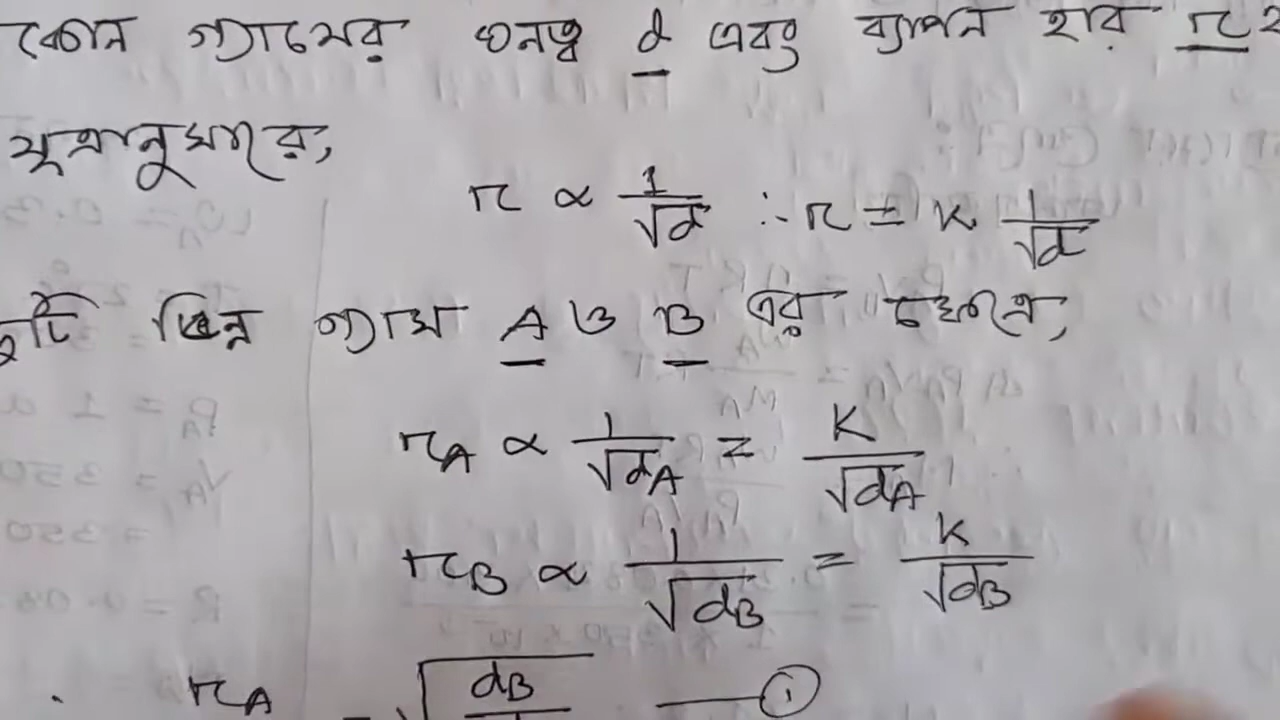 কোন গ্যাসের ঘনত্ব d এবং ব্যাপন হার r হ
সূত্রানুসারে,
r ∝ 1/√d ∴ r = K 1/√d
দুটি ভিন্ন গ্যাস A ও B এর ক্ষেত্রে,
rA ∝ 1/√dA = K/√dA
rB ∝ 1/√dB = K/√dB
rA = √dB ——— ①